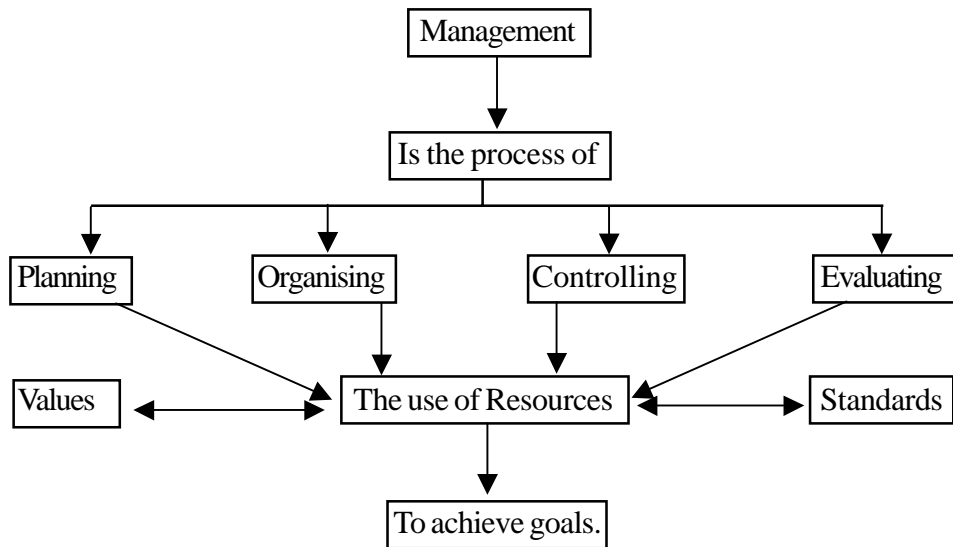 Management
Is the process of
Planning
Organising
Controlling
Evaluating
Values
The use of Resources
Standards
To achieve goals.